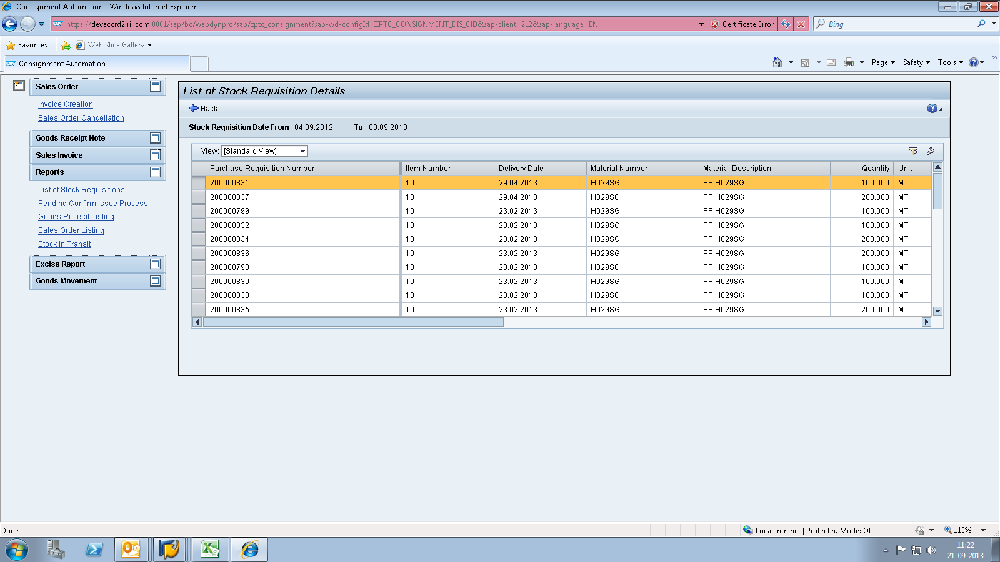 Consignment Automation - Windows Internet Explorer
https://deveccrd2.ril.com:8001/sap/bc/webdynpro/sap/zptc_consignment?sap-wd-configId=ZPTC_CONSIGNMENT_DIS_CID&sap-client=212&sap-language=EN
Certificate Error
Bing
Favorites
Web Slice Gallery
SAP Consignment Automation
Page
Safety
Tools
Sales Order
Invoice Creation
Sales Order Cancellation
Goods Receipt Note
Sales Invoice
Reports
List of Stock Requisitions
Pending Confirm Issue Process
Goods Receipt Listing
Sales Order Listing
Stock in Transit
Excise Report
Goods Movement
List of Stock Requisition Details
Back
Stock Requisition Date From 04.09.2012 To 03.09.2013
View: [Standard View]
Purchase Requisition Number Item Number Delivery Date Material Number Material Description Quantity Unit
200000831 10 29.04.2013 H029SG PP H029SG 100.000 MT
200000837 10 29.04.2013 H029SG PP H029SG 200.000 MT
200000799 10 23.02.2013 H029SG PP H029SG 100.000 MT
200000832 10 23.02.2013 H029SG PP H029SG 100.000 MT
200000834 10 23.02.2013 H029SG PP H029SG 200.000 MT
200000836 10 23.02.2013 H029SG PP H029SG 200.000 MT
200000798 10 23.02.2013 H029SG PP H029SG 100.000 MT
200000830 10 23.02.2013 H029SG PP H029SG 100.000 MT
200000833 10 23.02.2013 H029SG PP H029SG 100.000 MT
200000835 10 23.02.2013 H029SG PP H029SG 200.000 MT
Done
Local intranet | Protected Mode: Off
110%
11:22
21-09-2013